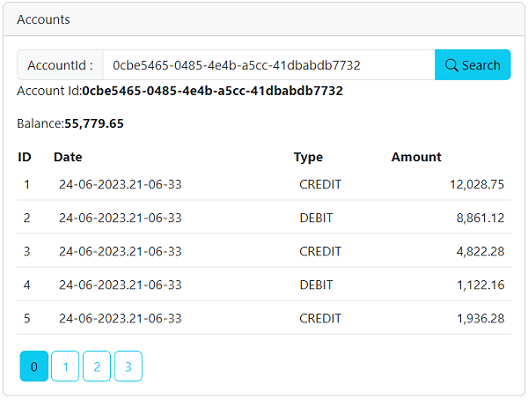 Accounts
AccountId : 0cbe5465-0485-4e4b-a5cc-41dbabdb7732 Search
Account Id:0cbe5465-0485-4e4b-a5cc-41dbabdb7732
Balance:55,779.65
ID Date Type Amount
1 24-06-2023.21-06-33 CREDIT 12,028.75
2 24-06-2023.21-06-33 DEBIT 8,861.12
3 24-06-2023.21-06-33 CREDIT 4,822.28
4 24-06-2023.21-06-33 DEBIT 1,122.16
5 24-06-2023.21-06-33 CREDIT 1,936.28
0 1 2 3